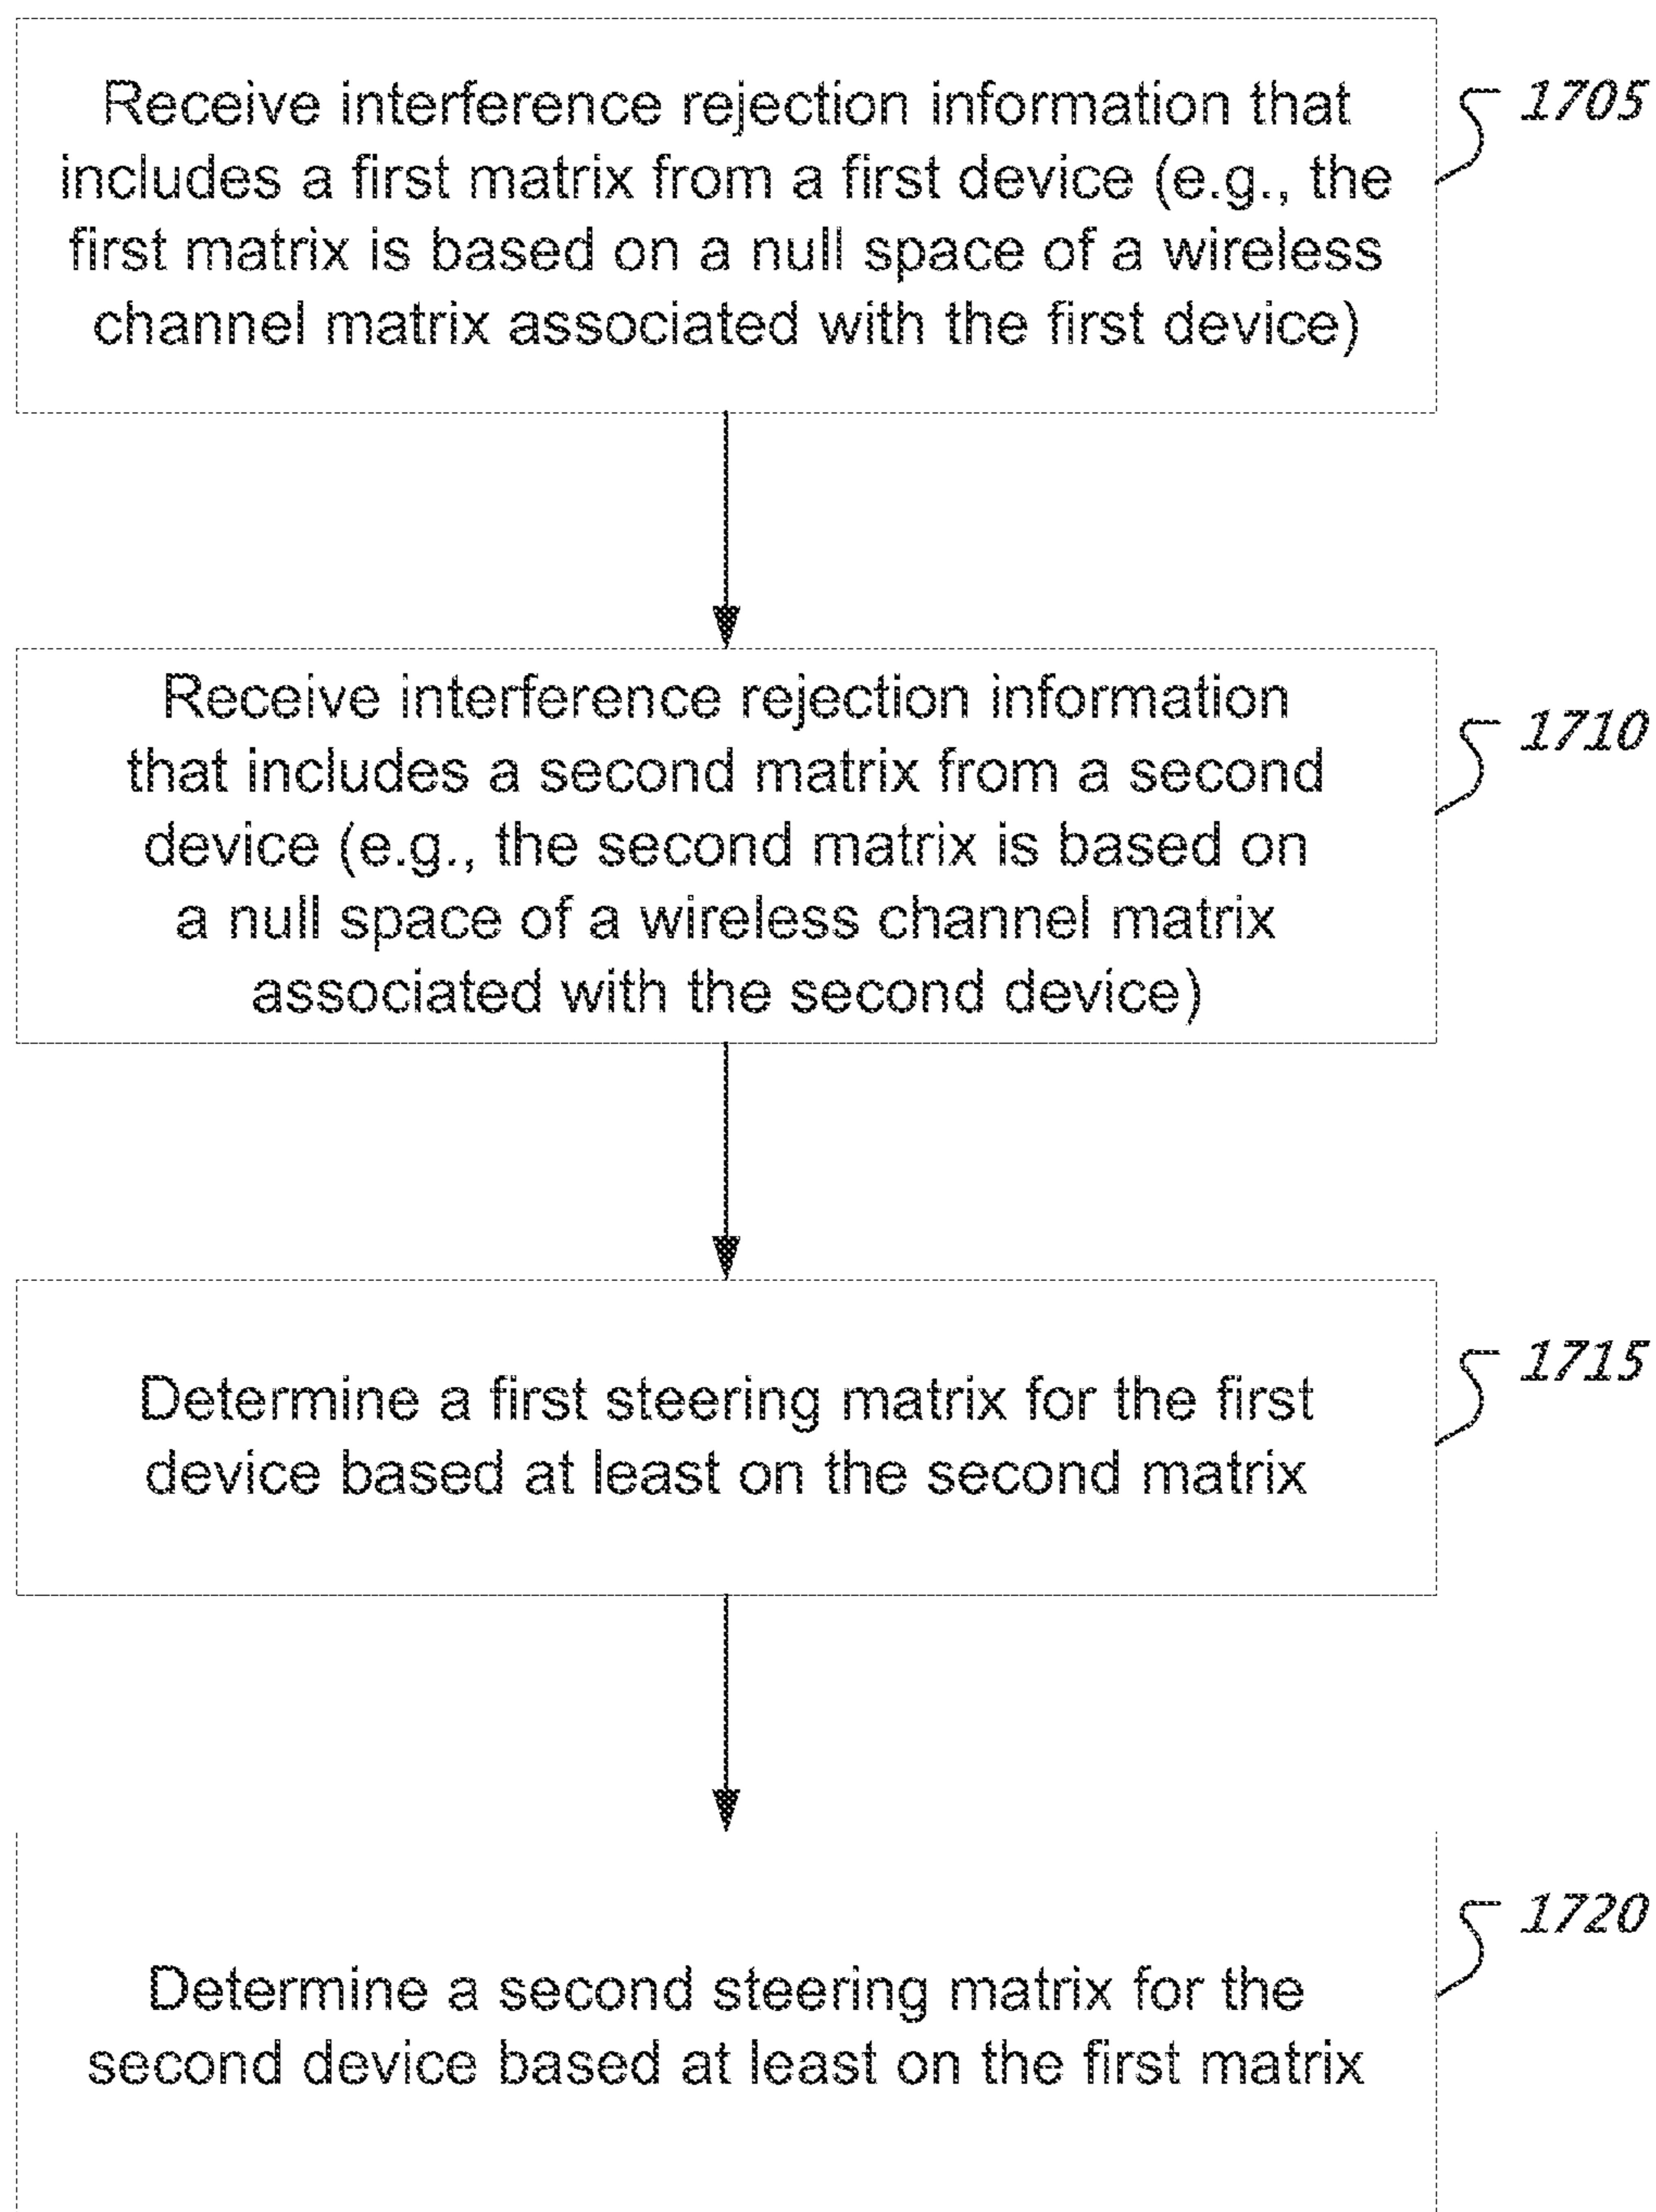 Receive interference rejection information that
includes a first matrix from a first device (e.g., the
first matrix is based on a null space of a wireless
channel matrix associated with the first device)
1705
Receive interference rejection information
that includes a second matrix from a second
device (e.g., the second matrix is based on
a null space of a wireless channel matrix
associated with the second device)
1710
Determine a first steering matrix for the first
device based at least on the second matrix
1715
Determine a second steering matrix for the
second device based at least on the first matrix
1720